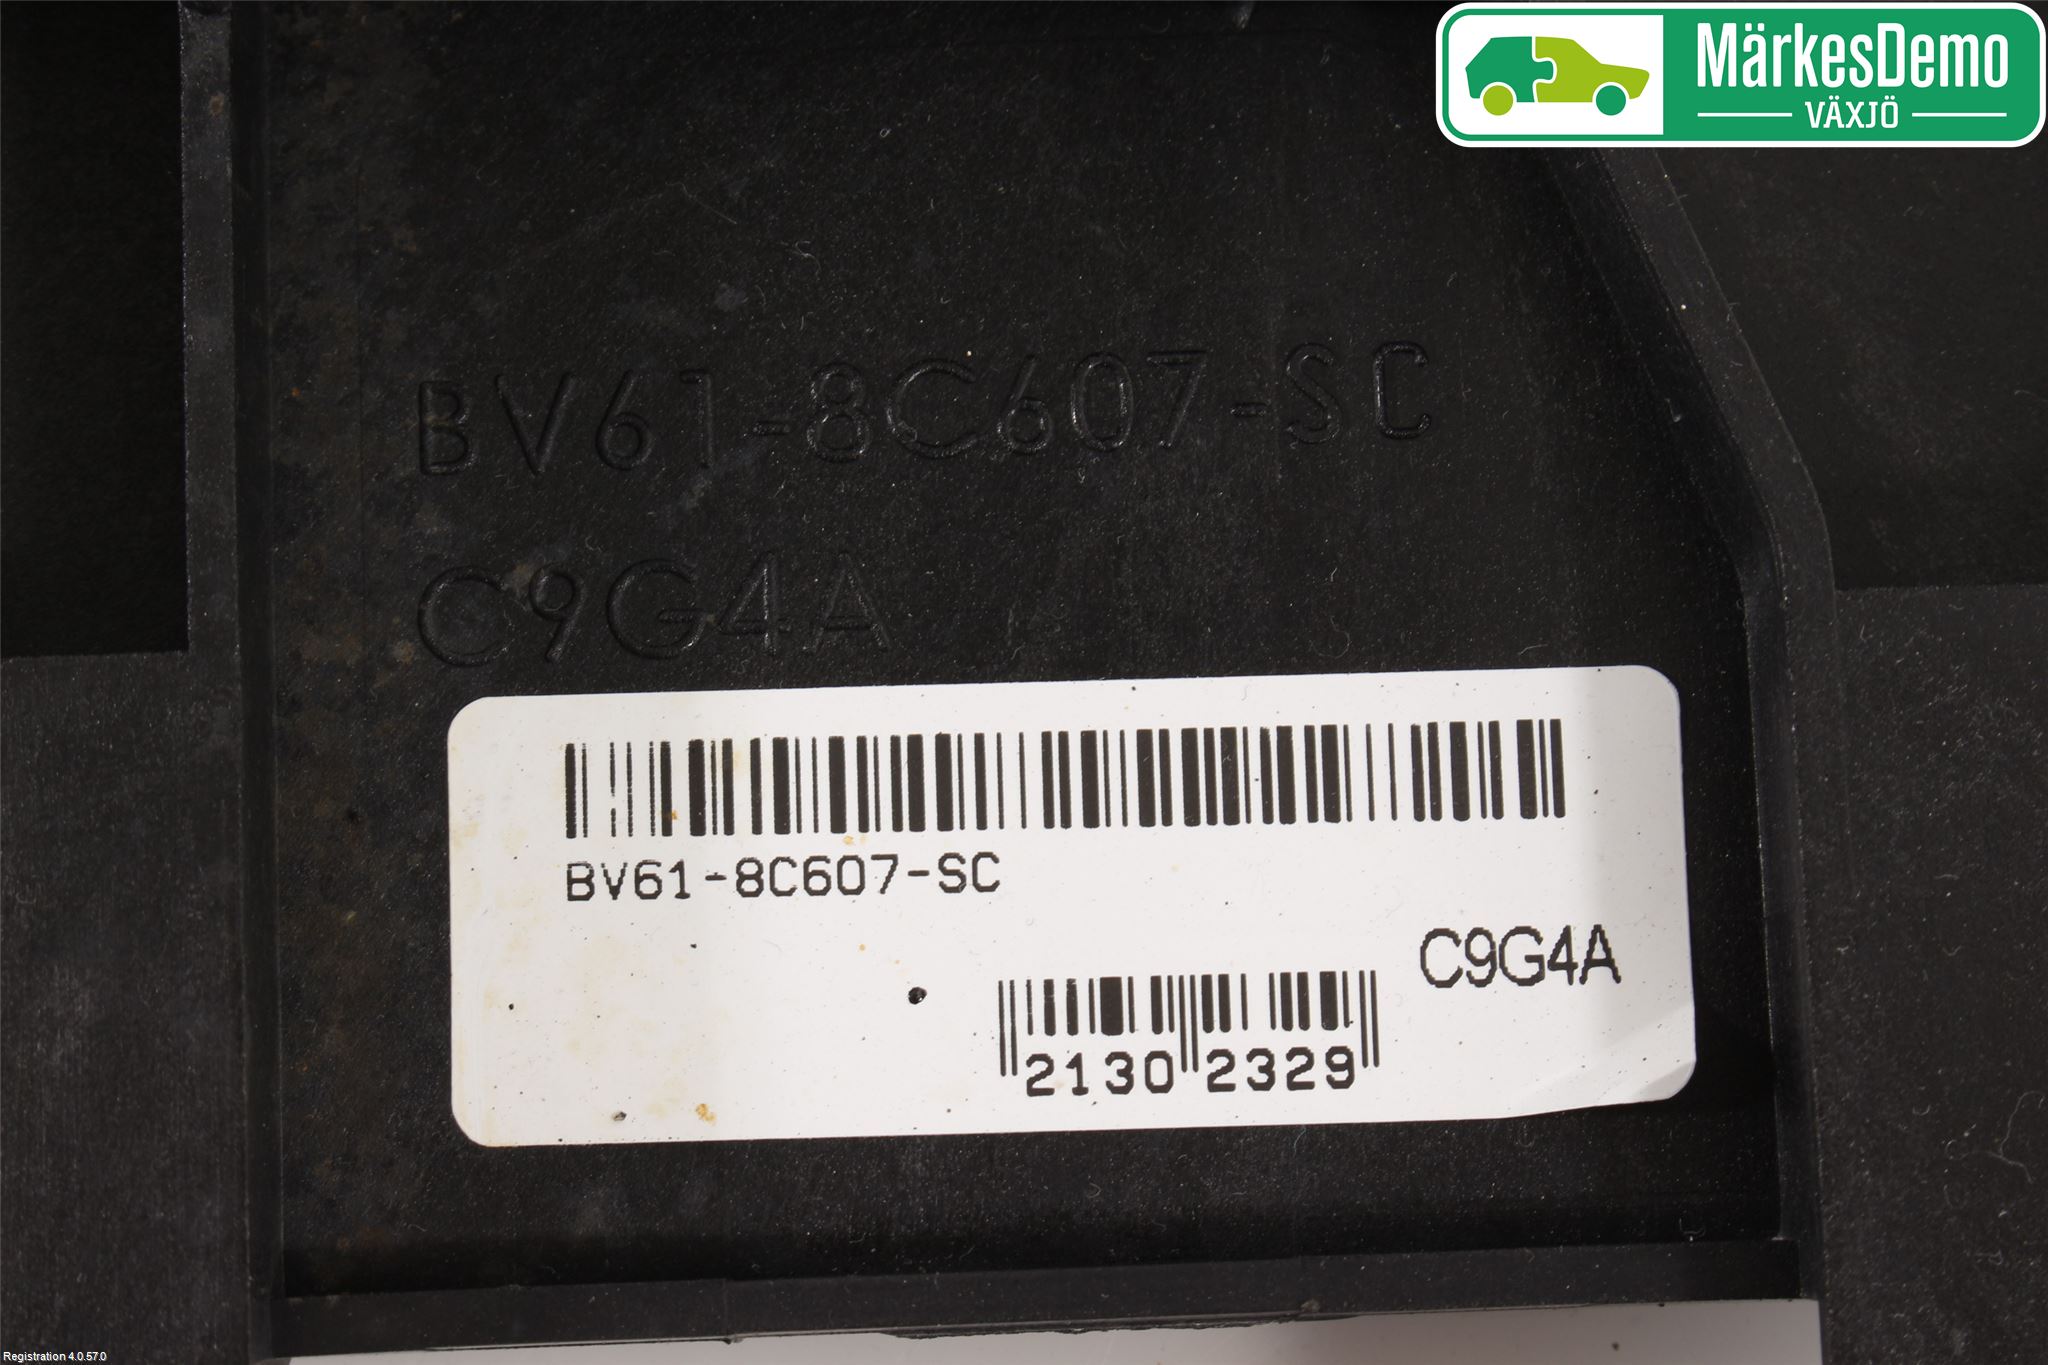 MärkesDemo
VÄXJÖ
BV61-8C607-SC
C9G4A
BV61-8C607-SC
C9G4A
2130 2329
Registration 4.0.57.0